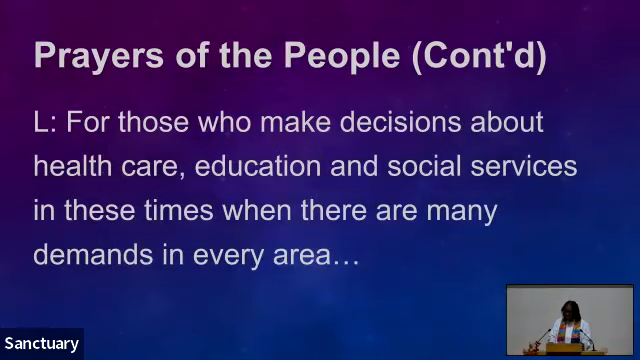 Prayers of the People (Cont'd)
L: For those who make decisions about
health care, education and social services
in these times when there are many
demands in every area…
Sanctuary